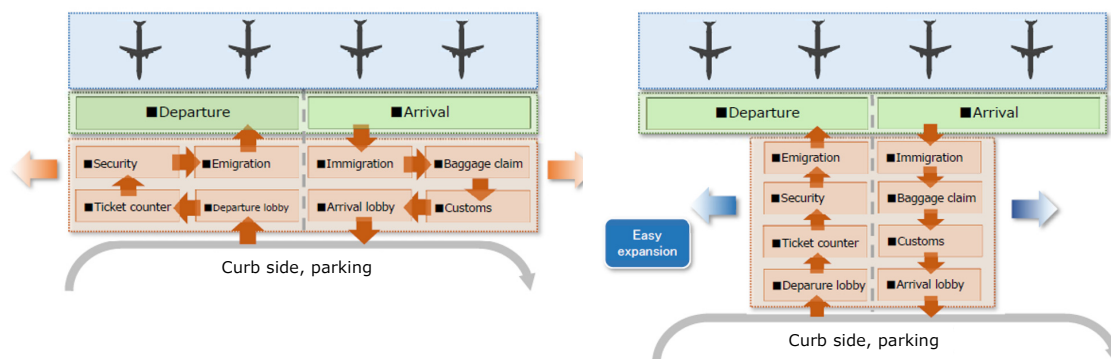 ■Departure
■Arrival
■Security
■Emigration
■Immigration
■Baggage claim
■Ticket counter
■Departure lobby
■Arrival lobby
■Customs
Curb side, parking
■Departure
■Arrival
■Emigration
■Immigration
■Security
■Baggage claim
Easy
expansion
■Ticket counter
■Customs
■Deparure lobby
■Arrival lobby
Curb side, parking